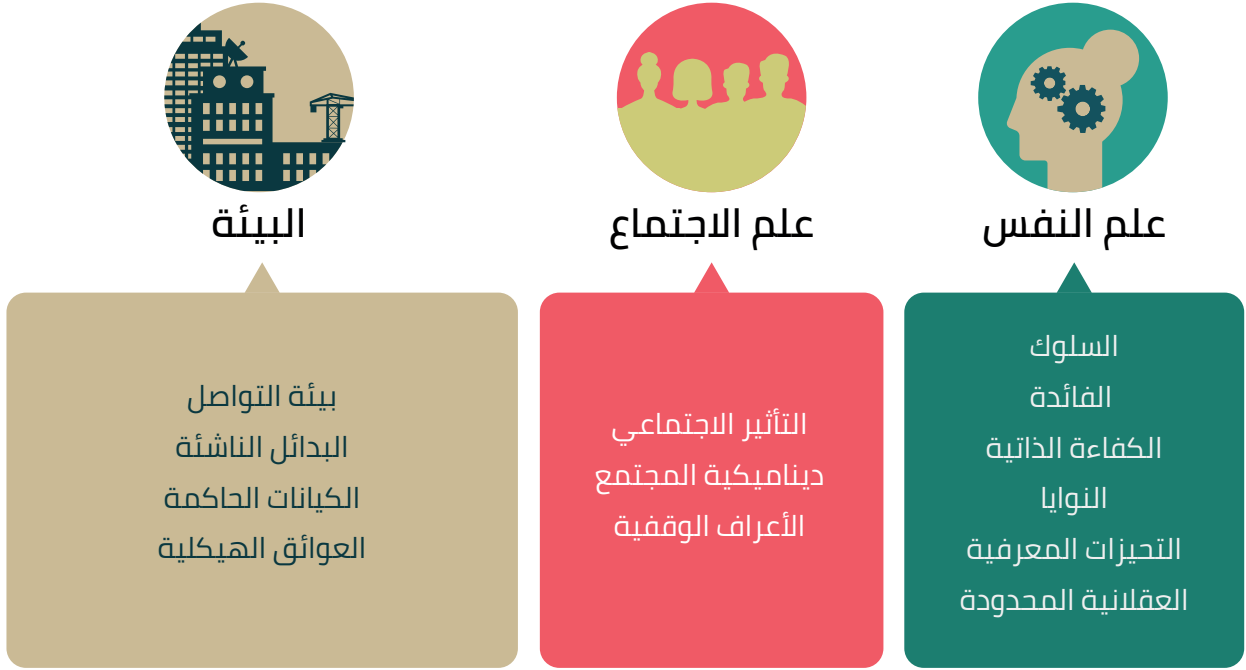 علم النفس
السلوك
الفائدة
الكفاءة الذاتية
النوايا
التحيزات المعرفية
العقلانية المحدودة
علم الاجتماع
التأثير الاجتماعي
ديناميكية المجتمع
الأعراف الوقفية
البيئة
بيئة التواصل
البدائل الناشئة
الكيانات الحاكمة
العوائق الهيكلية